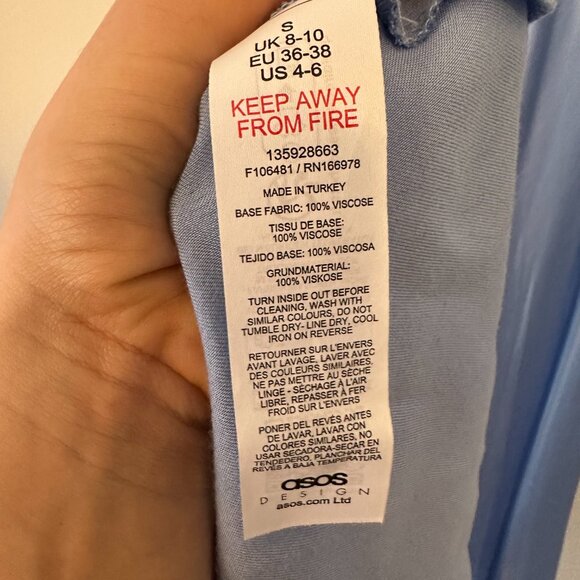 S
UK 8-10
EU 36-38
US 4-6
KEEP AWAY
FROM FIRE
135928663
F106481 / RN166978
MADE IN TURKEY
BASE FABRIC: 100% VISCOSE
TISSU DE BASE:
100% VISCOSE
TEJIDO BASE: 100% VISCOSA
GRUNDMATERIAL:
100% VISKOSE
TURN INSIDE OUT BEFORE
CLEANING, WASH WITH
SIMILAR COLOURS, DO NOT
TUMBLE DRY- LINE DRY, COOL
IRON ON REVERSE
RETOURNER SUR L'ENVERS
AVANT LAVAGE, LAVER AVEC
DES COULEURS SIMILAIRES.
NE PAS METTRE AU SÈCHE
LINGE - SÉCHAGE À L'AIR
LIBRE, REPASSER À FER
FROID SUR L'ENVERS
PONER DEL REVÉS ANTES
DE LAVAR, LAVAR CON
COLORES SIMILARES, NO
USAR SECADORA-SECAR EN
TENDEDERO, PLANCHAR DEL
REVÉS A BAJA TEMPERATURA
asos
DESIGN
asos.com Ltd